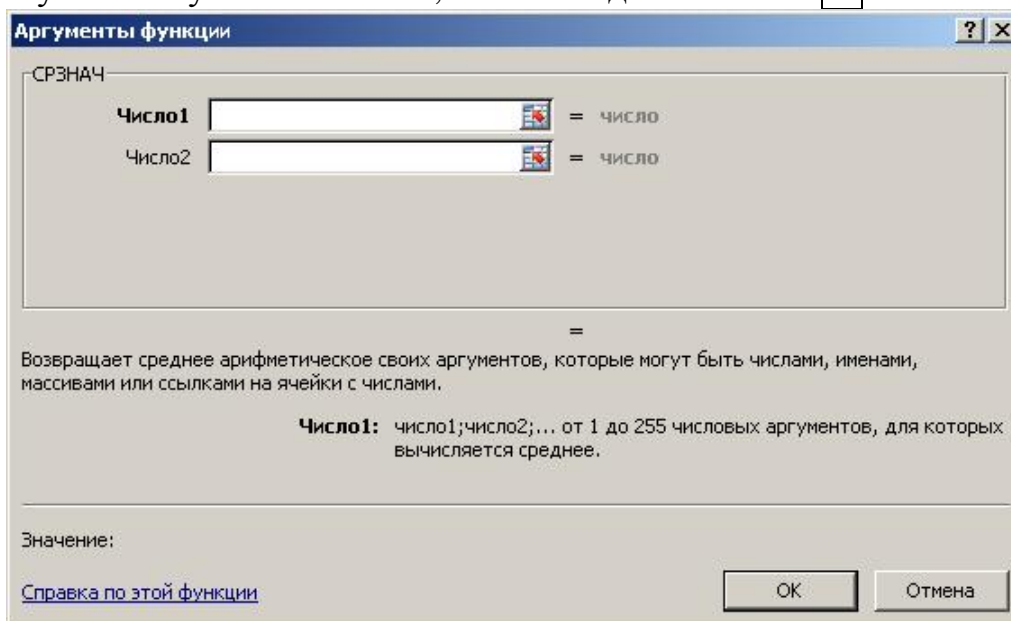 Аргументы функции
СРЗНАЧ
Число1 = число
Число2 = число
=
Возвращает среднее арифметическое своих аргументов, которые могут быть числами, именами,
массивами или ссылками на ячейки с числами.
Число1: число1;число2;... от 1 до 255 числовых аргументов, для которых
вычисляется среднее.
Значение:
Справка по этой функции
ОК
Отмена